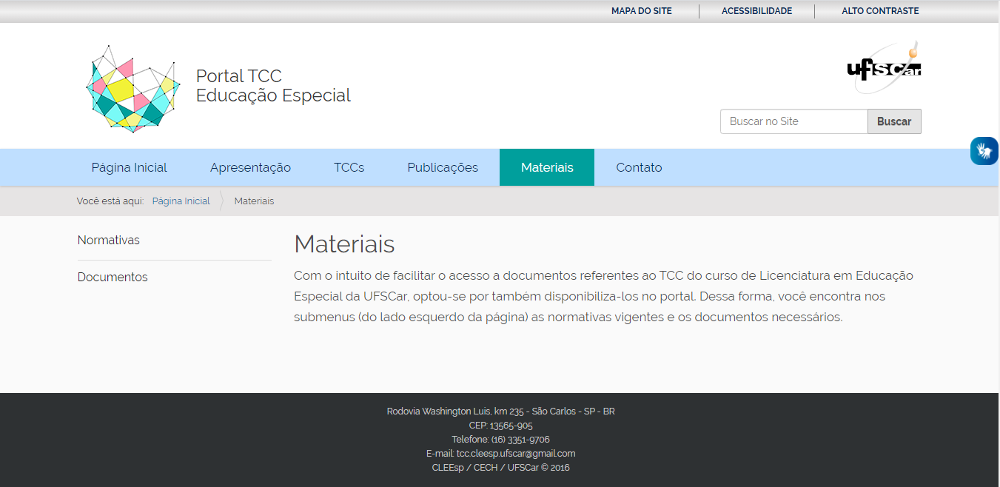 MAPA DO SITE
ACESSIBILIDADE
ALTO CONTRASTE
Portal TCC
Educação Especial
ufscar
Buscar no Site
Buscar
Página Inicial
Apresentação
TCCs
Publicações
Materiais
Contato
Você está aqui: Página Inicial Materiais
Normativas
Documentos
Materiais
Com o intuito de facilitar o acesso a documentos referentes ao TCC do curso de Licenciatura em Educação
Especial da UFSCar, optou-se por também disponibiliza-los no portal. Dessa forma, você encontra nos
submenus (do lado esquerdo da página) as normativas vigentes e os documentos necessários.
Rodovia Washington Luis, km 235 - São Carlos - SP - BR
CEP: 13565-905
Telefone: (16) 3351-9706
E-mail: tcc.cleesp.ufscar@gmail.com
CLEEsp / CECH / UFSCar © 2016